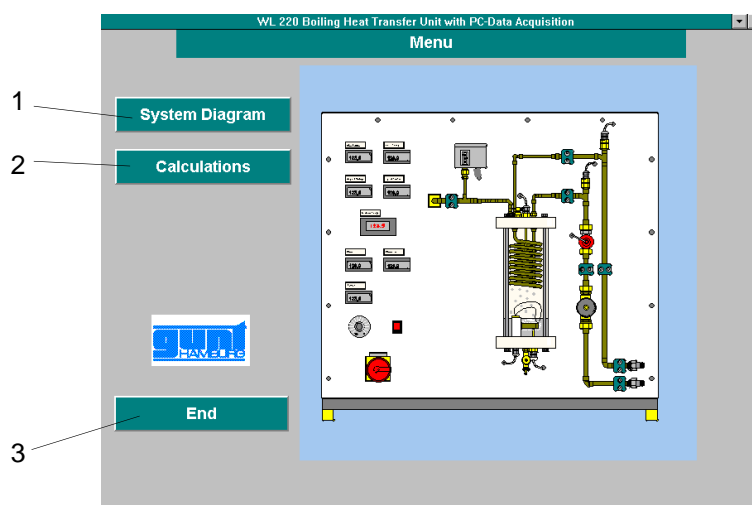 WL 220 Boiling Heat Transfer Unit with PC-Data Acquisition
Menu
1
System Diagram
2
Calculations
gunt
HAMBURG
End
3